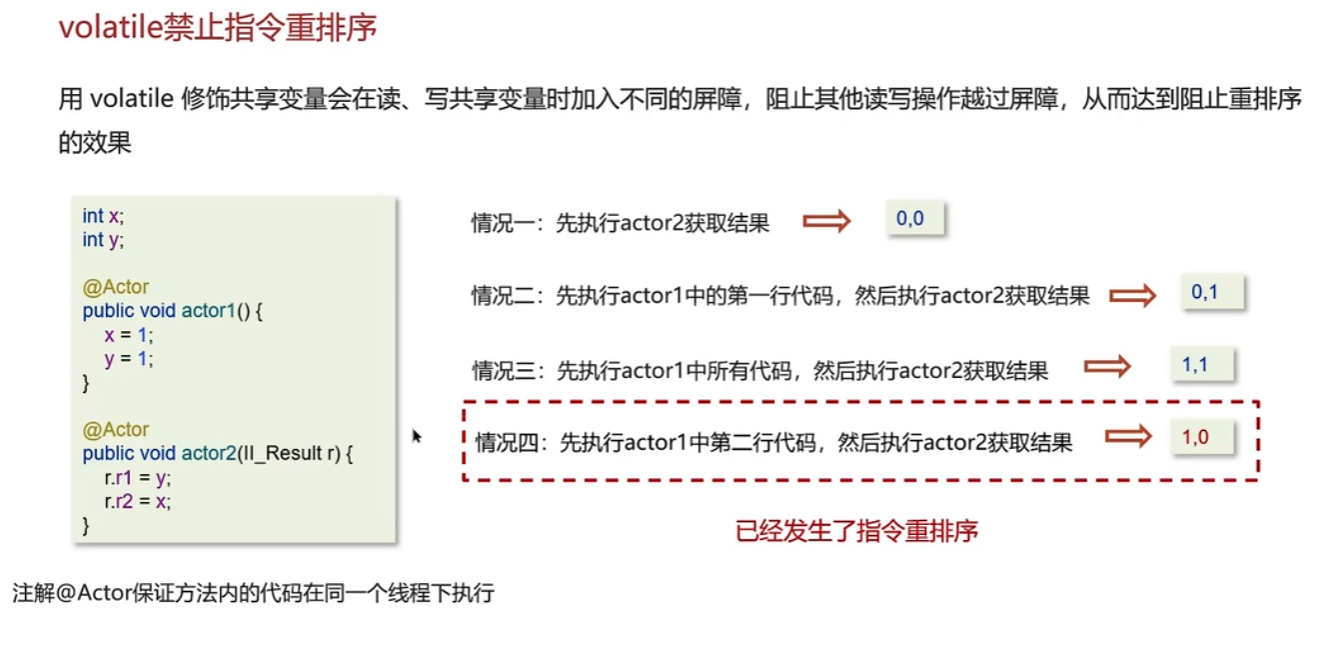 volatile禁止指令重排序
用 volatile 修饰共享变量会在读、写共享变量时加入不同的屏障，阻止其他读写操作越过屏障，从而达到阻止重排序
的效果
int x;
int y;
@Actor
public void actor1() {
x = 1;
y = 1;
}
@Actor
public void actor2(II_Result r) {
r.r1 = y;
r.r2 = x;
}
情况一：先执行actor2获取结果
0,0
情况二：先执行actor1中的第一行代码，然后执行actor2获取结果
0,1
情况三：先执行actor1中所有代码，然后执行actor2获取结果
1,1
情况四：先执行actor1中第二行代码，然后执行actor2获取结果
1,0
已经发生了指令重排序
注解@Actor保证方法内的代码在同一个线程下执行